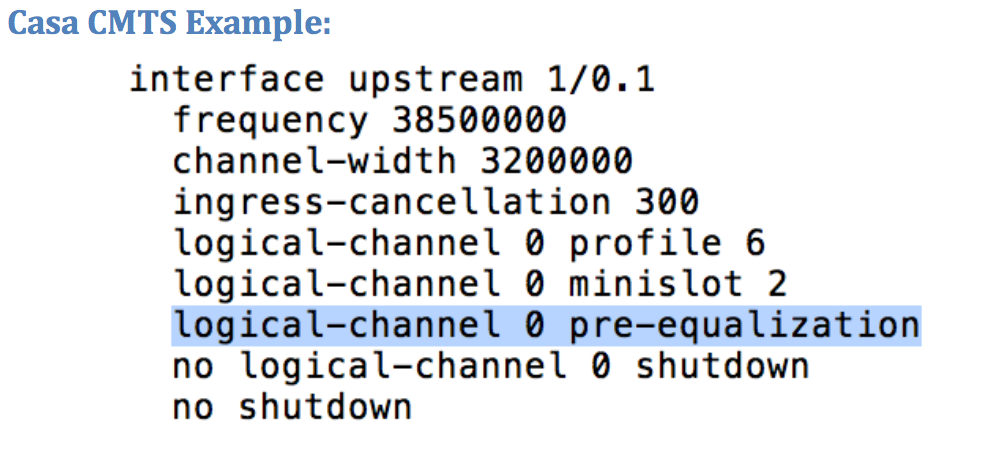 Casa CMTS Example:
interface upstream 1/0.1
frequency 38500000
channel-width 3200000
ingress-cancellation 300
logical-channel 0 profile 6
logical-channel 0 minislot 2
logical-channel 0 pre-equalization
no logical-channel 0 shutdown
no shutdown